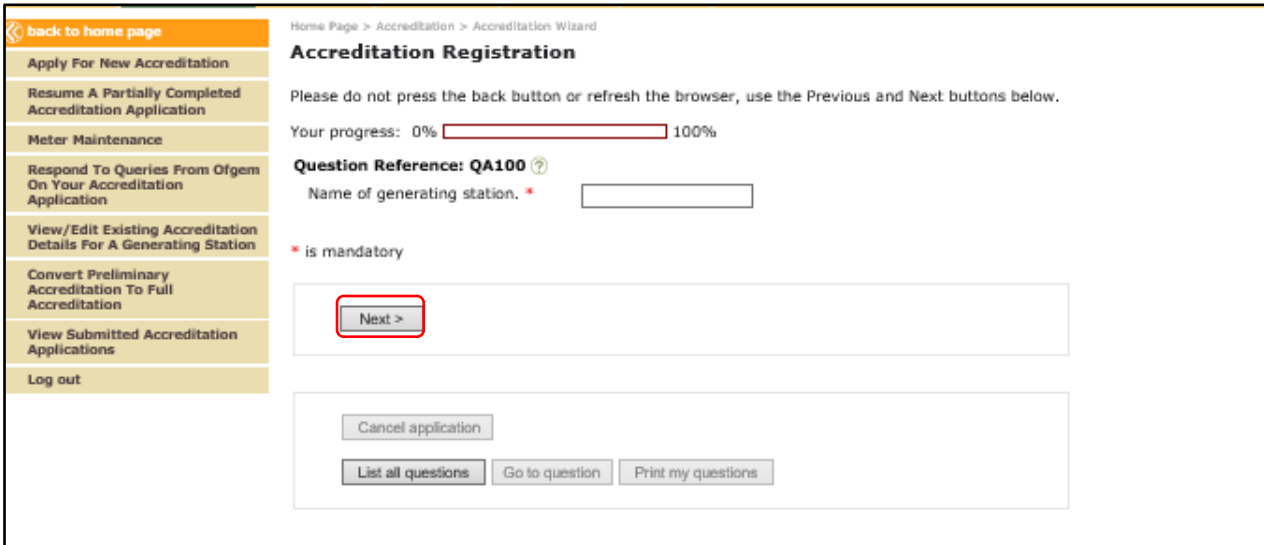 back to home page
Apply For New Accreditation
Resume A Partially Completed
Accreditation Application
Meter Maintenance
Respond To Queries From Ofgem
On Your Accreditation
Application
View/Edit Existing Accreditation
Details For A Generating Station
Convert Preliminary
Accreditation To Full
Accreditation
View Submitted Accreditation
Applications
Log out
Home Page > Accreditation > Accreditation Wizard
Accreditation Registration
Please do not press the back button or refresh the browser, use the Previous and Next buttons below.
Your progress: 0% 100%
Question Reference: QA100 ?
Name of generating station. *
* is mandatory
Next >
Cancel application
List all questions Go to question Print my questions